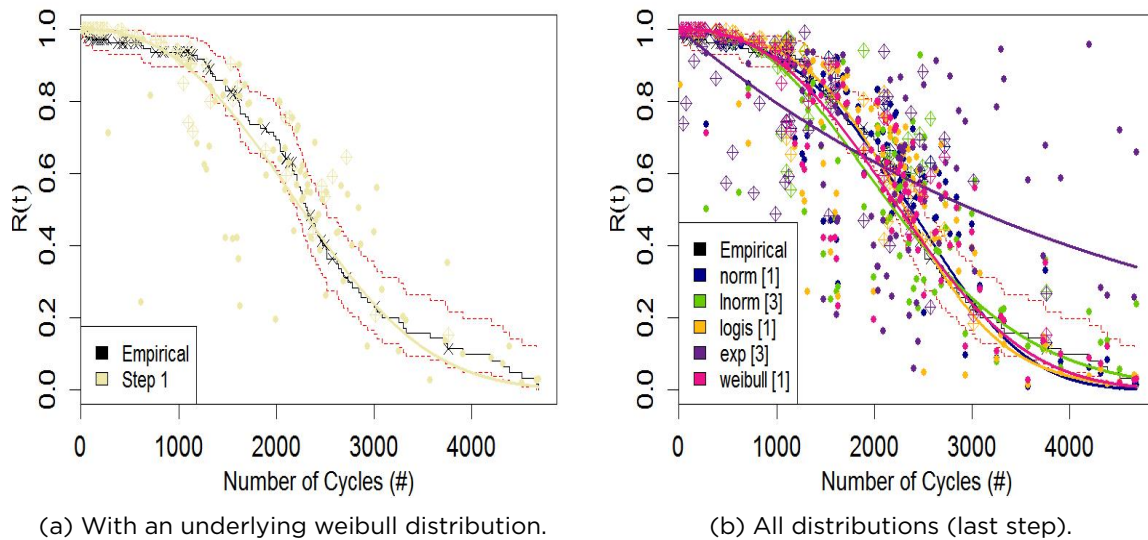 1.0
0.8
0.6
0.4
0.2
0.0
R(t)
Empirical
Step 1
0 1000 2000 3000 4000
Number of Cycles (#)
(a) With an underlying weibull distribution.
1.0
0.8
0.6
0.4
0.2
0.0
R(t)
Empirical
norm [1]
lnorm [3]
logis [1]
exp [3]
weibull [1]
0 1000 2000 3000 4000
Number of Cycles (#)
(b) All distributions (last step).